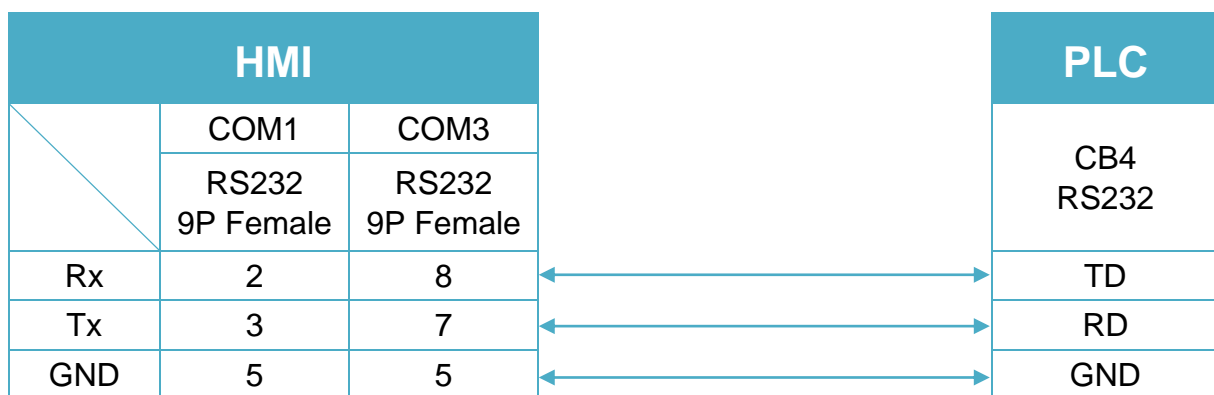 HMI PLC
COM1 COM3 CB4
RS232
RS232
9P Female
RS232
9P Female
Rx 2 8 TD
Tx 3 7 RD
GND 5 5 GND